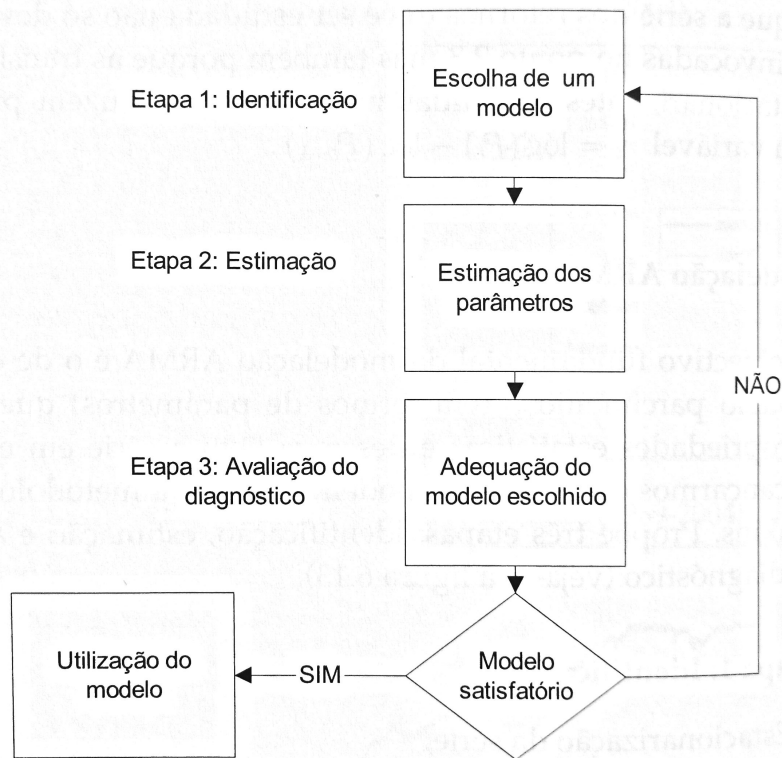 Etapa 1: Identificação
Escolha de um
modelo
Etapa 2: Estimação
Estimação dos
parâmetros
NÃO
Etapa 3: Avaliação do
diagnóstico
Adequação do
modelo escolhido
Utilização do
modelo
SIM
Modelo
satisfatório